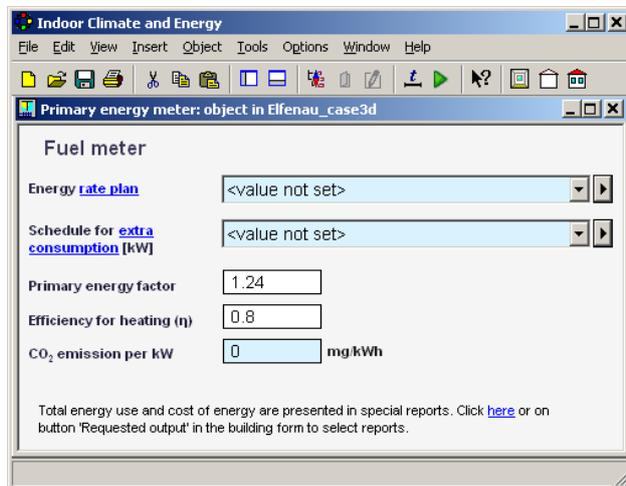 Indoor Climate and Energy
File Edit View Insert Object Tools Options Window Help
Primary energy meter: object in Elfenau_case3d
Fuel meter
Energy rate plan <value not set>
Schedule for extra <value not set>
consumption [kW]
Primary energy factor 1.24
Efficiency for heating (η) 0.8
CO₂ emission per kW 0 mg/kWh
Total energy use and cost of energy are presented in special reports. Click here or on
button 'Requested output' in the building form to select reports.